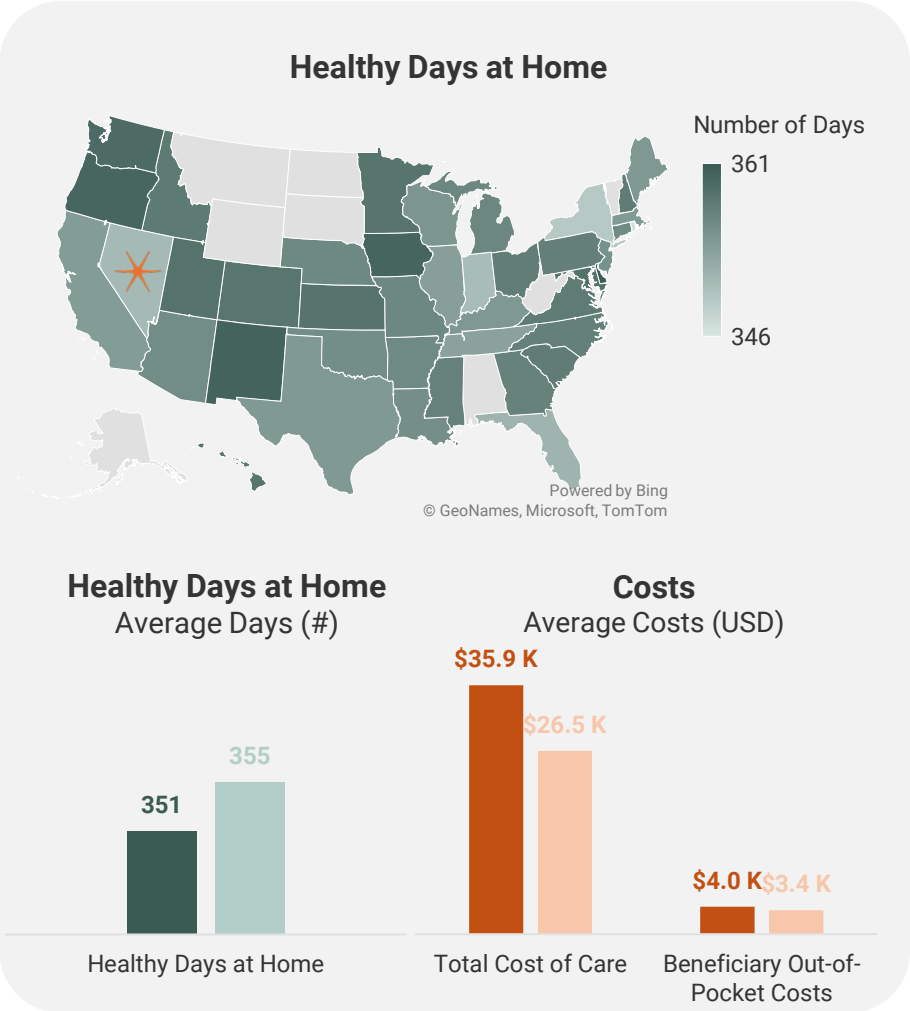 Healthy Days at Home
Number of Days
361
346
Powered by Bing
© GeoNames, Microsoft, TomTom
Healthy Days at Home
Average Days (#)
351
355
Healthy Days at Home
Costs
Average Costs (USD)
$35.9 K
$26.5 K
$4.0 K
$3.4 K
Total Cost of Care
Beneficiary Out-of-
Pocket Costs